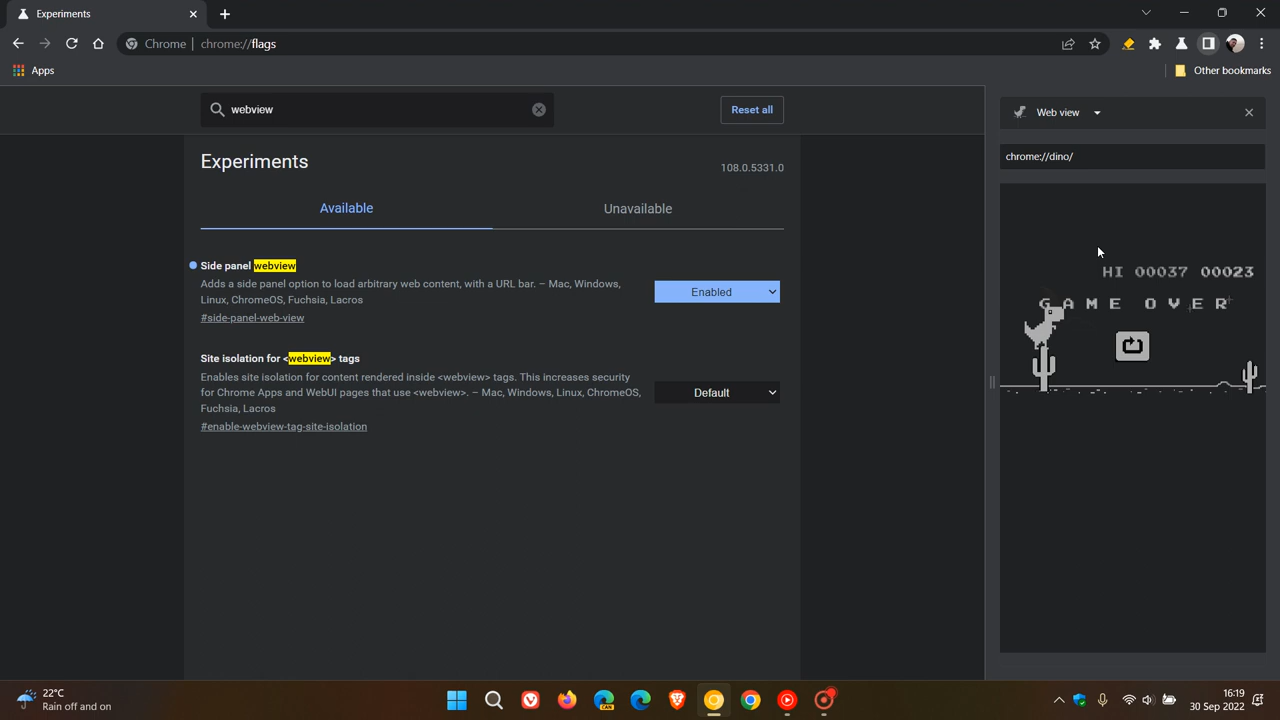 Experiments
Chrome | chrome://flags
Apps
Other bookmarks
webview
Reset all
Experiments
108.0.5331.0
Available
Unavailable
Side panel webview
Adds a side panel option to load arbitrary web content, with a URL bar. – Mac, Windows,
Linux, ChromeOS, Fuchsia, Lacros
#side-panel-web-view
Enabled
Site isolation for <webview> tags
Enables site isolation for content rendered inside <webview> tags. This increases security
for Chrome Apps and WebUI pages that use <webview>. – Mac, Windows, Linux, ChromeOS,
Fuchsia, Lacros
#enable-webview-tag-site-isolation
Default
Web view
chrome://dino/
HI 00037 00023
GAME OVER
22°C
Rain off and on
CAN
16:19
30 Sep 2022